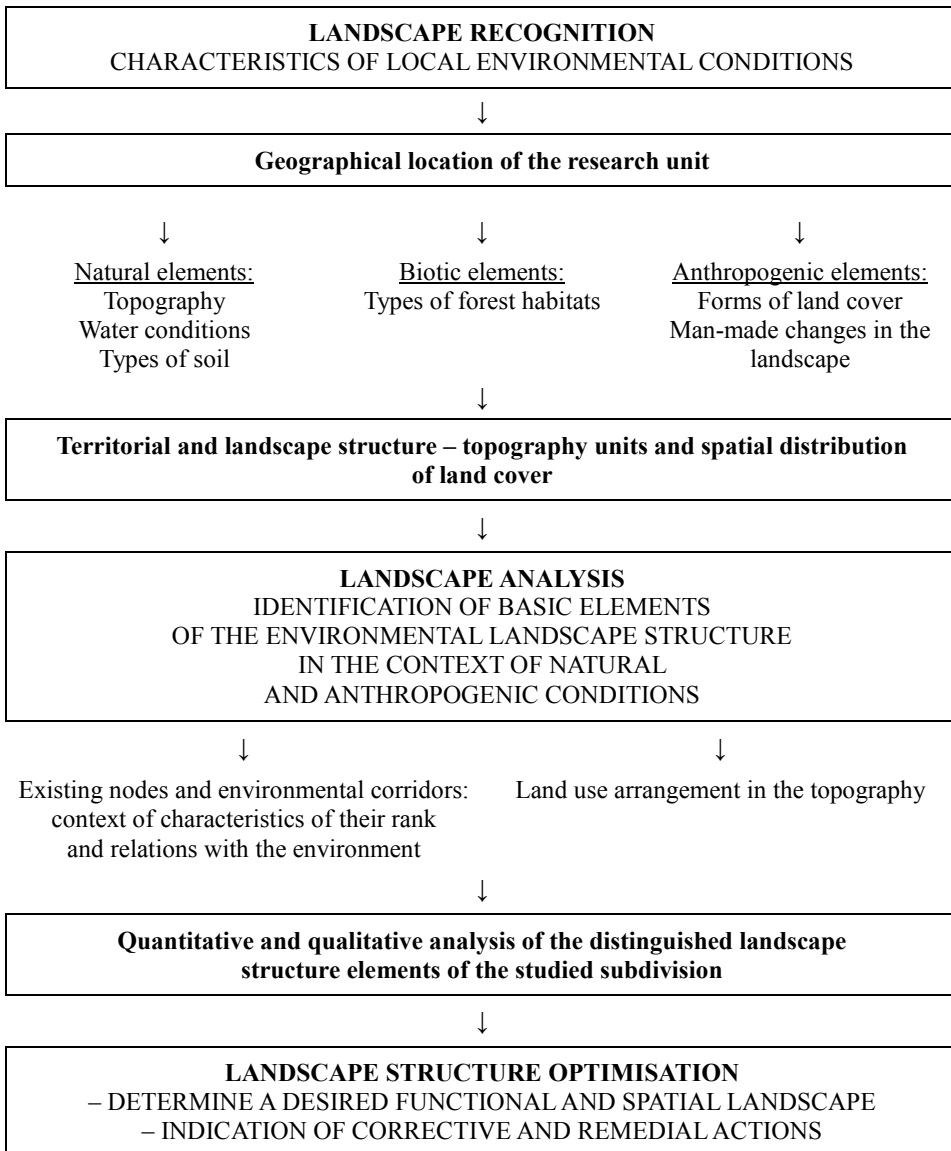 LANDSCAPE RECOGNITION
CHARACTERISTICS OF LOCAL ENVIRONMENTAL CONDITIONS
↓
Geographical location of the research unit
↓ ↓ ↓
Natural elements:
Topography
Water conditions
Types of soil
Biotic elements:
Types of forest habitats
Anthropogenic elements:
Forms of land cover
Man-made changes in the
landscape
↓
Territorial and landscape structure – topography units and spatial distribution
of land cover
↓
LANDSCAPE ANALYSIS
IDENTIFICATION OF BASIC ELEMENTS
OF THE ENVIRONMENTAL LANDSCAPE STRUCTURE
IN THE CONTEXT OF NATURAL
AND ANTHROPOGENIC CONDITIONS
↓ ↓
Existing nodes and environmental corridors:
context of characteristics of their rank
and relations with the environment
Land use arrangement in the topography
↓
Quantitative and qualitative analysis of the distinguished landscape
structure elements of the studied subdivision
↓
LANDSCAPE STRUCTURE OPTIMISATION
– DETERMINE A DESIRED FUNCTIONAL AND SPATIAL LANDSCAPE
– INDICATION OF CORRECTIVE AND REMEDIAL ACTIONS